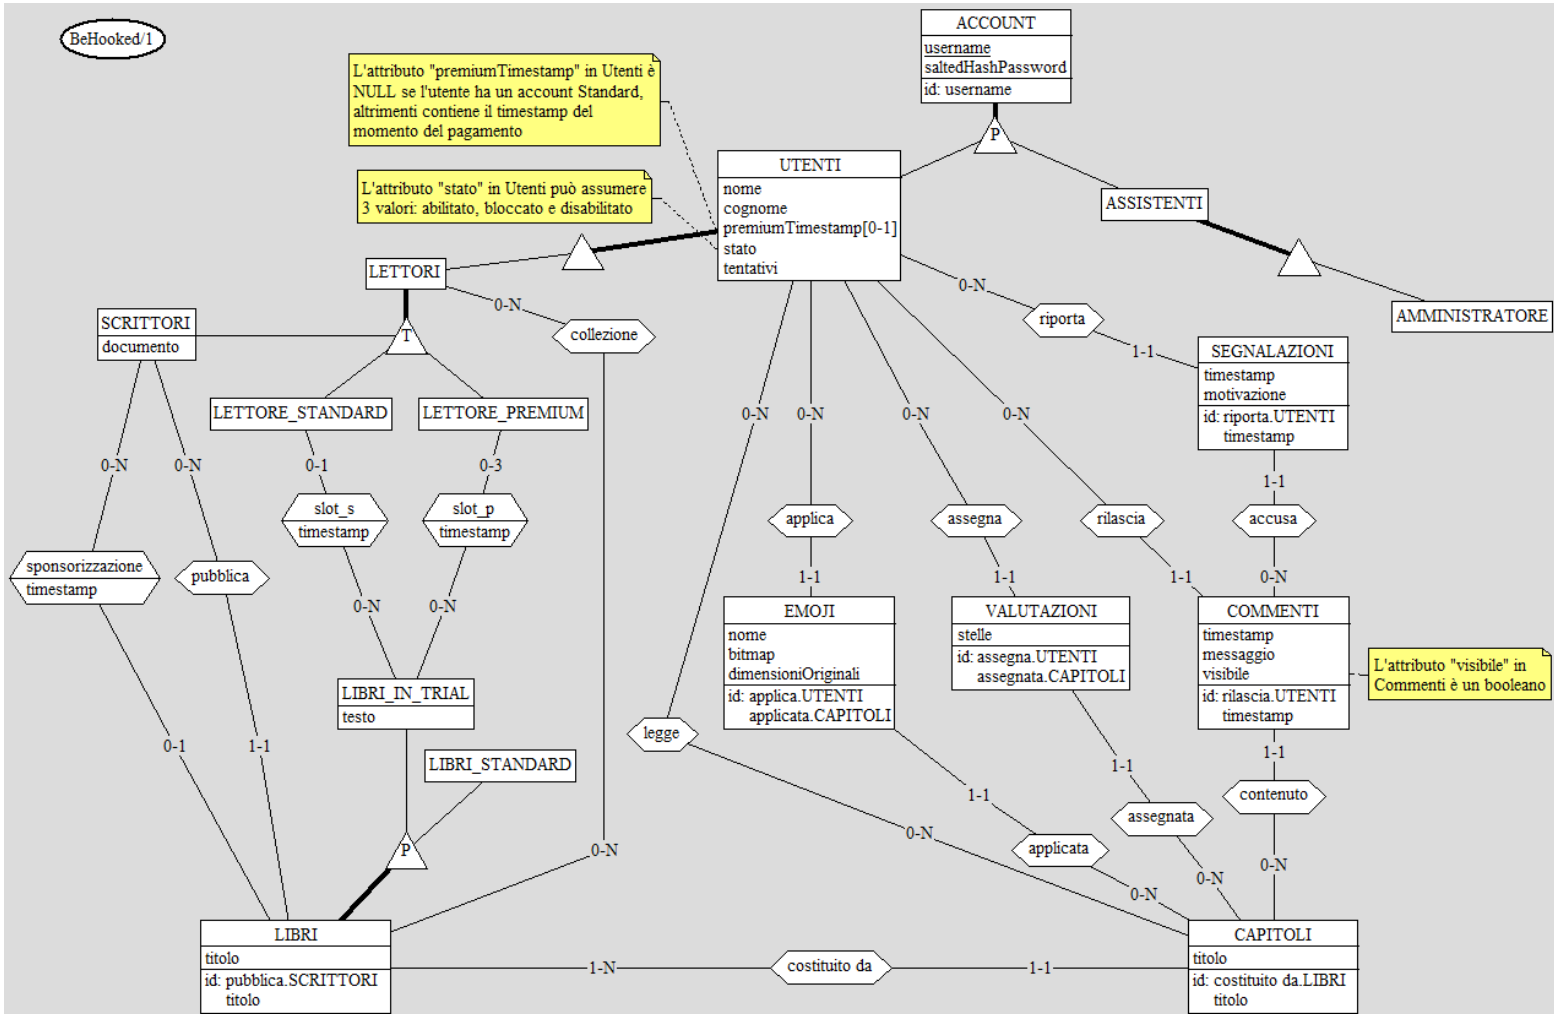 BeHooked/1
ACCOUNT
username
saltedHashPassword
id: username
P
L'attributo "premiumTimestamp" in Utenti è
NULL se l'utente ha un account Standard,
altrimenti contiene il timestamp del
momento del pagamento
L'attributo "stato" in Utenti può assumere
3 valori: abilitato, bloccato e disabilitato
UTENTI
nome
cognome
premiumTimestamp[0-1]
stato
tentativi
ASSISTENTI
AMMINISTRATORE
LETTORI
0-N
collezione
0-N
riporta
1-1
SCRITTORI
documento
T
SEGNALAZIONI
timestamp
motivazione
id: riporta.UTENTI
timestamp
LETTORE_STANDARD
LETTORE_PREMIUM
0-N
0-N
0-N
0-N
0-N
0-N
0-1
0-3
1-1
slot_s
timestamp
slot_p
timestamp
applica
assegna
rilascia
accusa
sponsorizzazione
timestamp
pubblica
1-1
1-1
1-1
0-N
0-N
0-N
EMOJI
nome
bitmap
dimensioniOriginali
id: applica.UTENTI
applicata.CAPITOLI
VALUTAZIONI
stelle
id: assegna.UTENTI
assegnata.CAPITOLI
COMMENTI
timestamp
messaggio
visibile
id: rilascia.UTENTI
timestamp
L'attributo "visibile" in
Commenti è un booleano
LIBRI_IN_TRIAL
testo
legge
0-1
1-1
LIBRI_STANDARD
1-1
1-1
1-1
contenuto
assegnata
0-N
applicata
P
0-N
0-N
0-N
0-N
LIBRI
titolo
id: pubblica.SCRITTORI
titolo
1-N
costituito da
1-1
CAPITOLI
titolo
id: costituito da.LIBRI
titolo